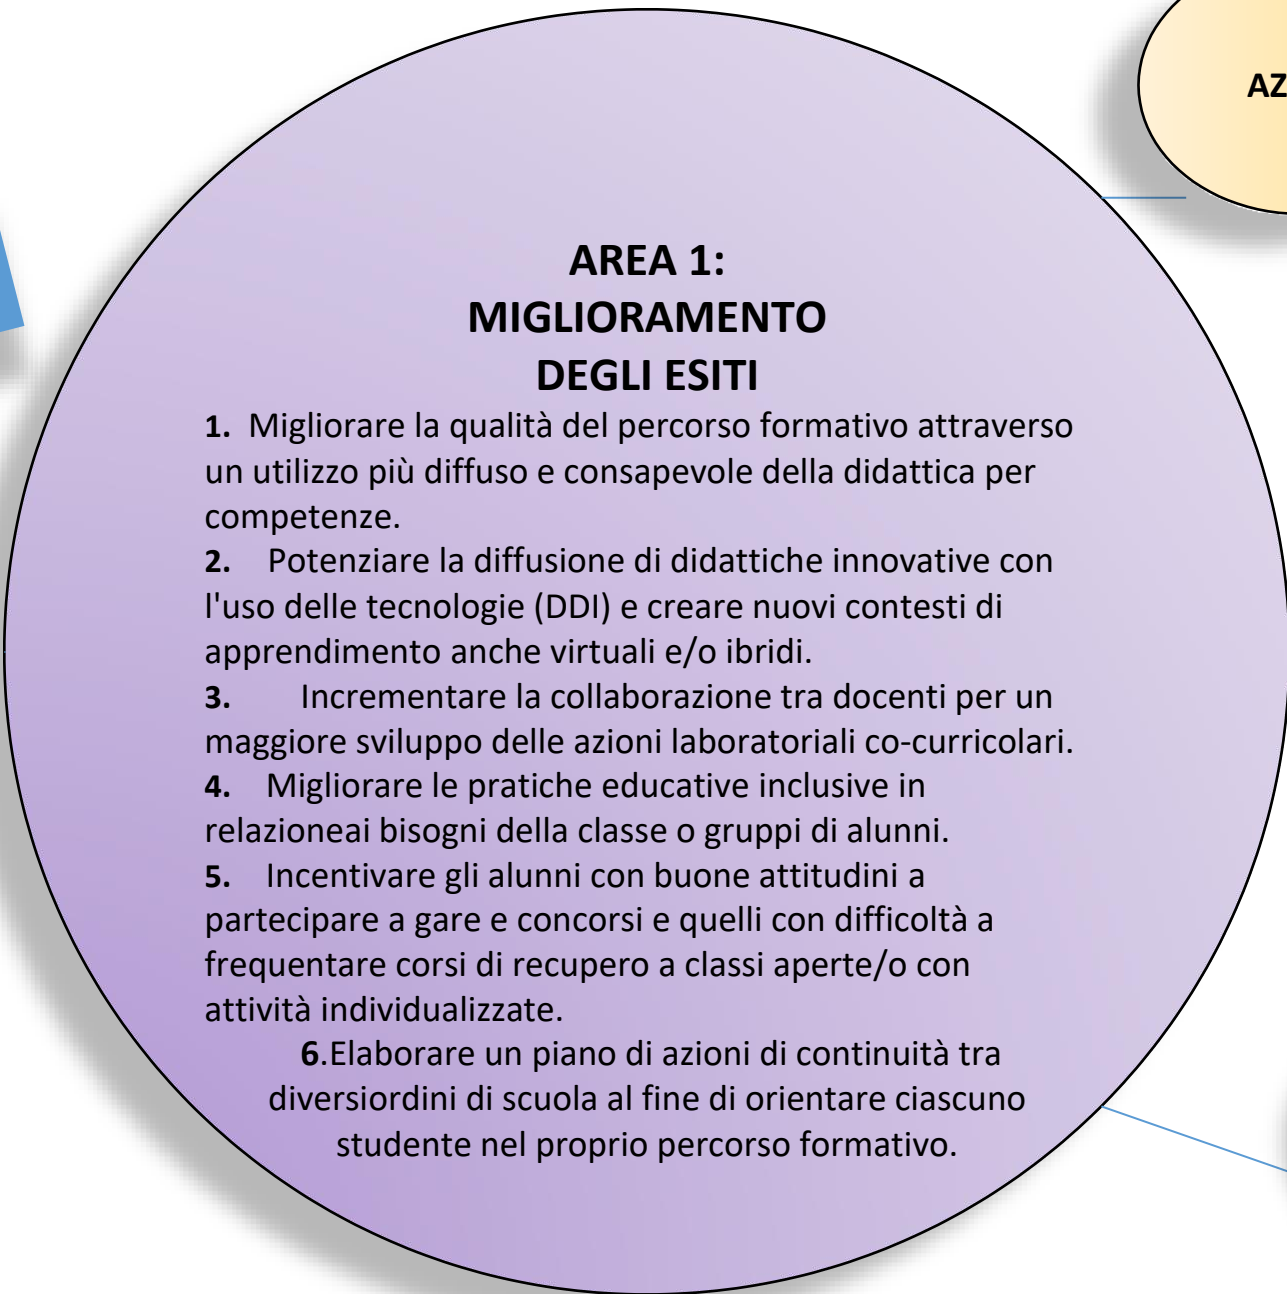 AZ
AREA 1:
MIGLIORAMENTO
DEGLI ESITI
1. Migliorare la qualità del percorso formativo attraverso
un utilizzo più diffuso e consapevole della didattica per
competenze.
2. Potenziare la diffusione di didattiche innovative con
l'uso delle tecnologie (DDI) e creare nuovi contesti di
apprendimento anche virtuali e/o ibridi.
3. Incrementare la collaborazione tra docenti per un
maggiore sviluppo delle azioni laboratoriali co-curricolari.
4. Migliorare le pratiche educative inclusive in
relazioneai bisogni della classe o gruppi di alunni.
5. Incentivare gli alunni con buone attitudini a
partecipare a gare e concorsi e quelli con difficoltà a
frequentare corsi di recupero a classi aperte/o con
attività individualizzate.
6.Elaborare un piano di azioni di continuità tra
diversiordini di scuola al fine di orientare ciascuno
studente nel proprio percorso formativo.